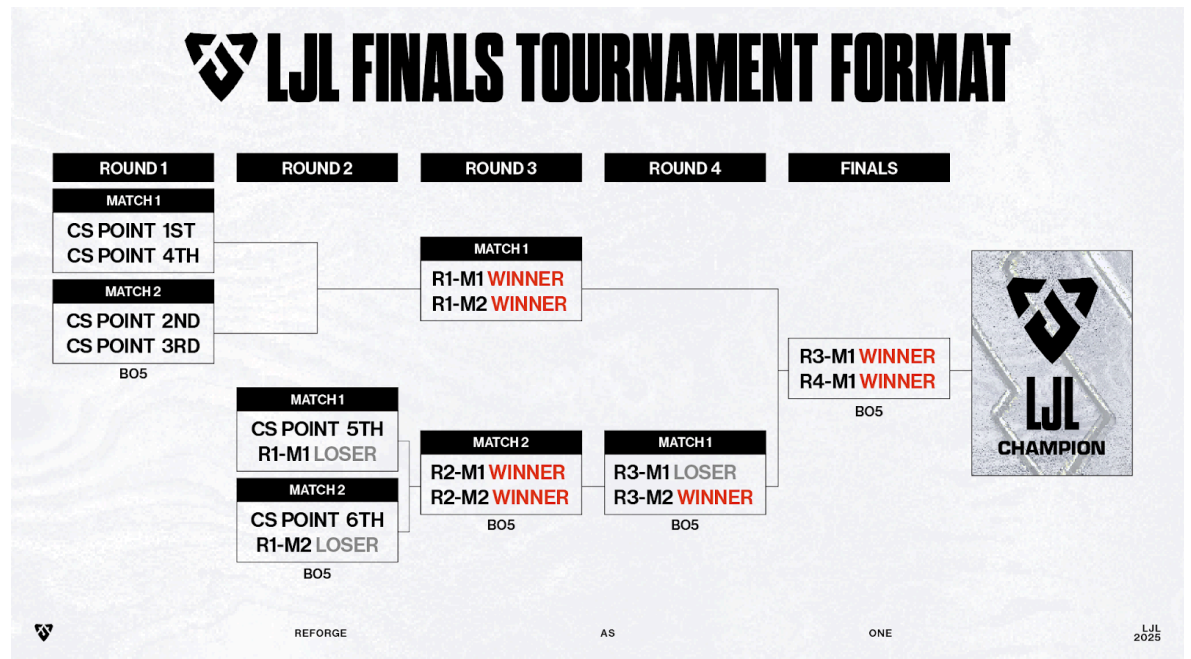 LJL FINALS TOURNAMENT FORMAT
ROUND 1
MATCH 1
CS POINT 1ST
CS POINT 4TH
MATCH 2
CS POINT 2ND
CS POINT 3RD
BO5
ROUND 2
MATCH 1
CS POINT 5TH
R1-M1 LOSER
MATCH 2
CS POINT 6TH
R1-M2 LOSER
BO5
ROUND 3
MATCH 1
R1-M1 WINNER
R1-M2 WINNER
MATCH 2
R2-M1 WINNER
R2-M2 WINNER
BO5
ROUND 4
MATCH 1
R3-M1 LOSER
R3-M2 WINNER
BO5
FINALS
R3-M1 WINNER
R4-M1 WINNER
BO5
LJL
CHAMPION
REFORGE
AS
ONE
LJL
2025